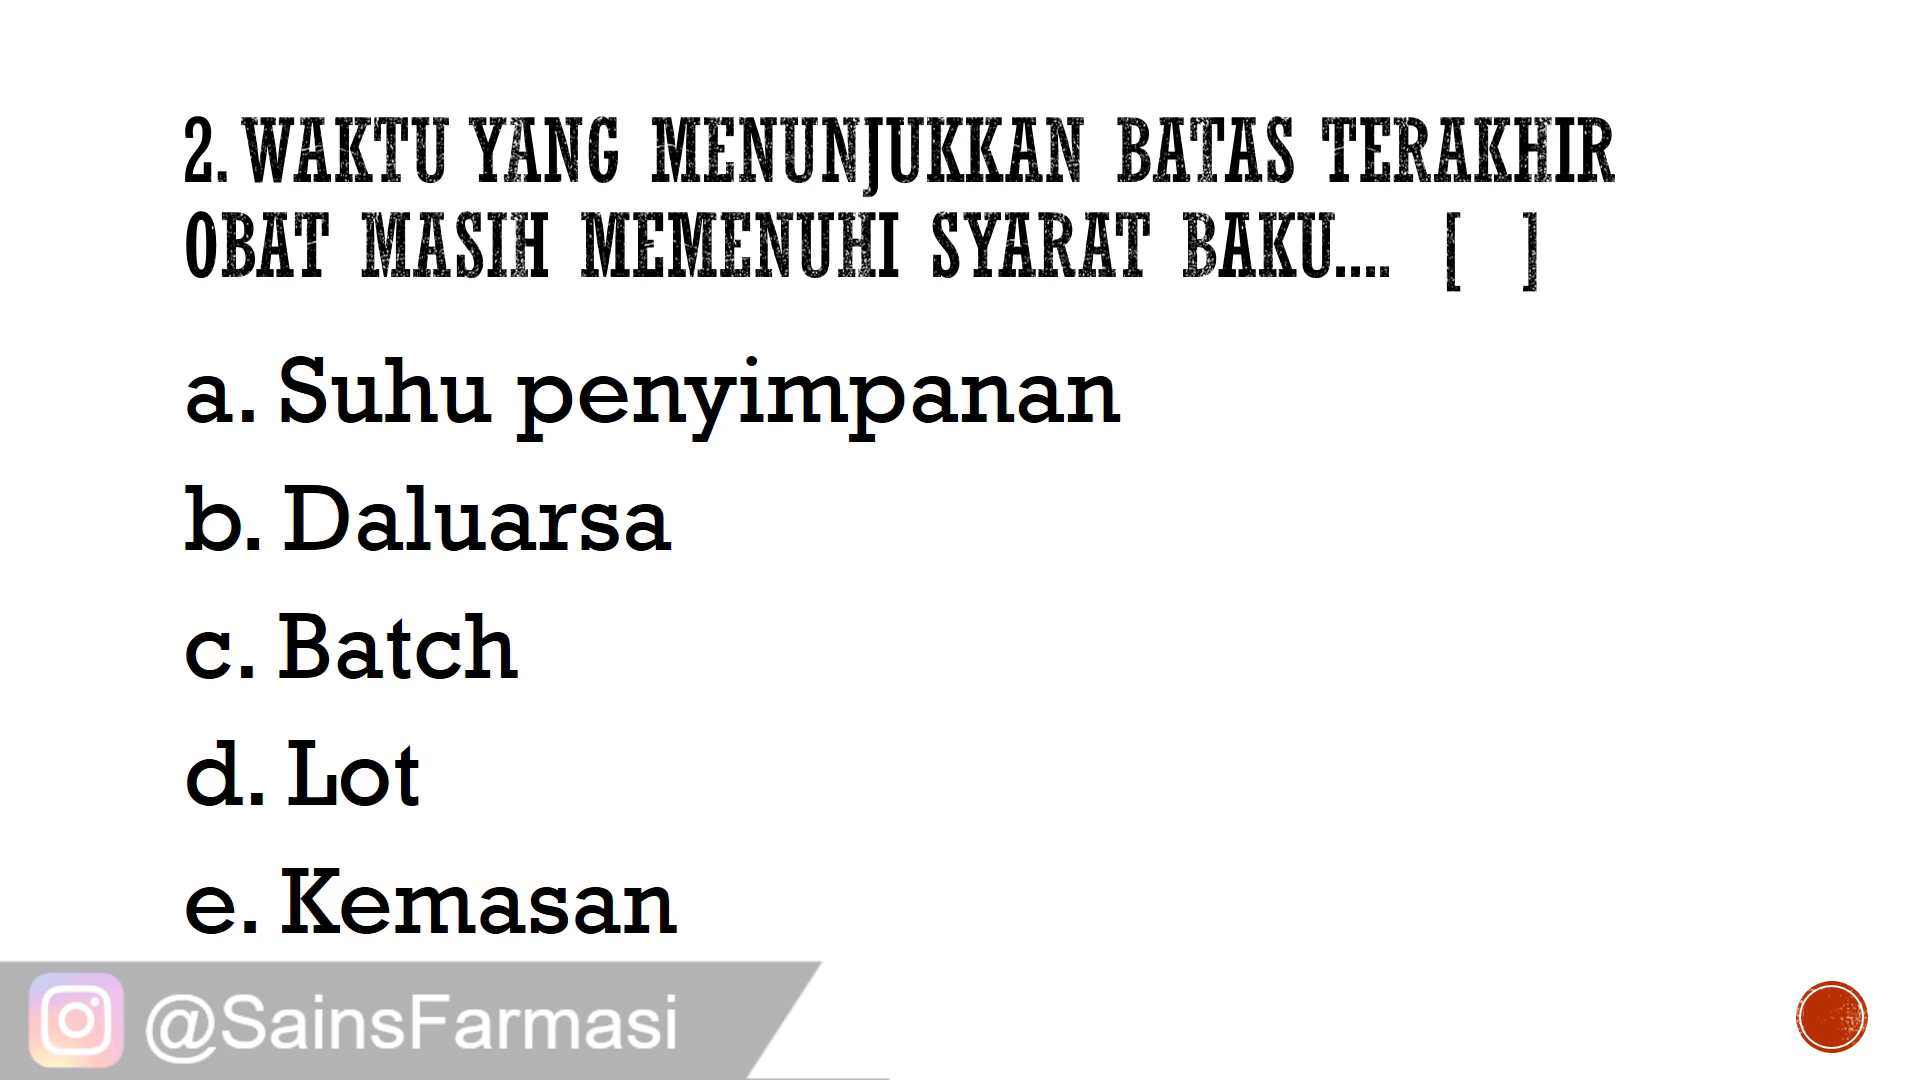 2. WAKTU YANG MENUNJUKKAN BATAS TERAKHIR
OBAT MASIH MEMENUHI SYARAT BAKU.... [ ]
a. Suhu penyimpanan
b. Daluarsa
c. Batch
d. Lot
e. Kemasan
@SainsFarmasi